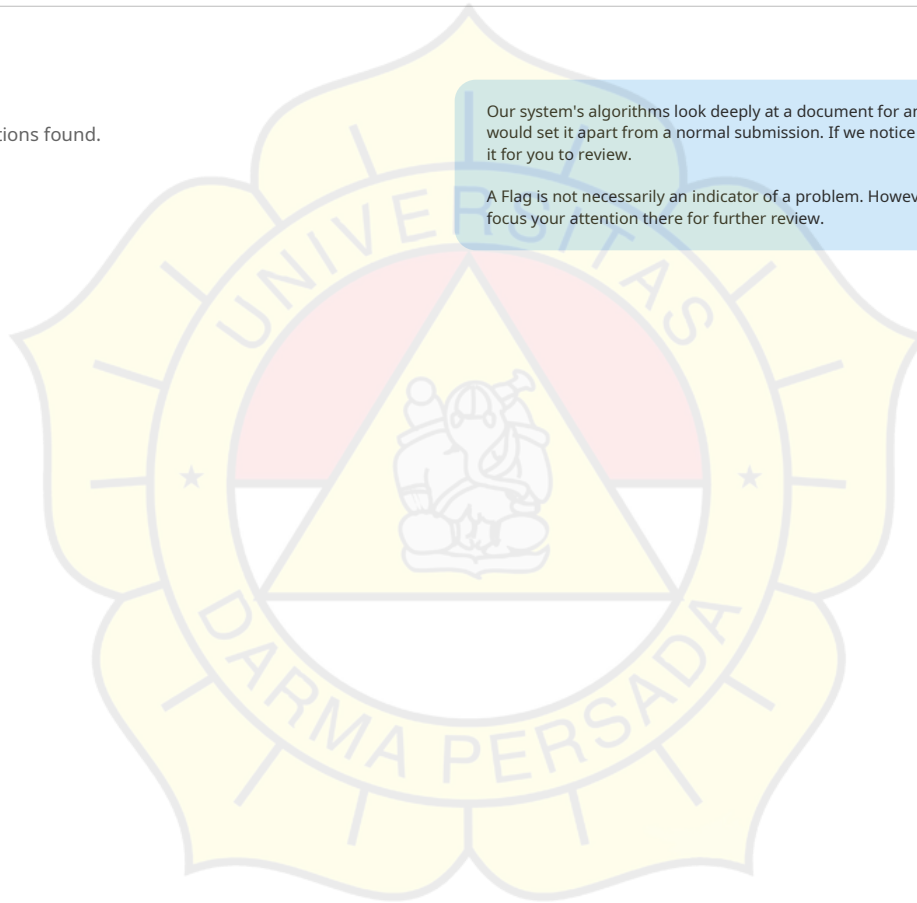 tions found.
Our system's algorithms look deeply at a document for an
would set it apart from a normal submission. If we notice
it for you to review.
A Flag is not necessarily an indicator of a problem. Howev
focus your attention there for further review.
UNIVERSITAS
DARMA PERSADA